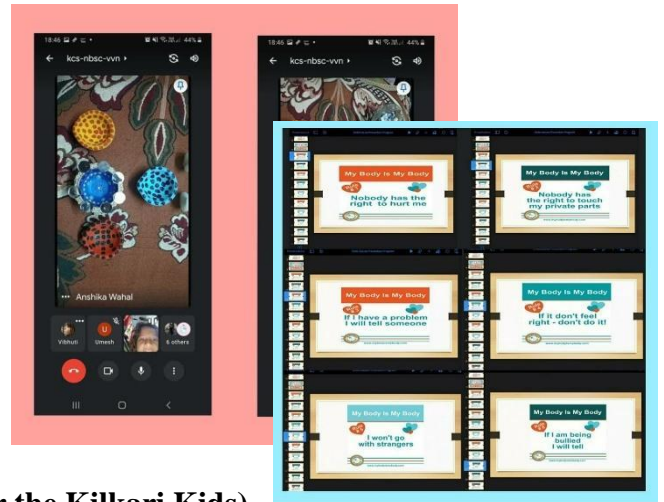 18:46 44%
kcs-nbsc-vvn
Anshika Wahal
Vibhuti
Umesh
6 others
18:46 44%
kcs-nbsc-vvn
My Body Is My Body
Nobody has the
right to hurt me
My Body Is My Body
Nobody has
the right to touch
my private parts
My Body Is My Body
If I have a problem
I will tell someone
My Body Is My Body
If it don't feel
right - don't do it!
My Body Is My Body
I won't go
with strangers
My Body Is My Body
If I am being
bullied
I will tell
r the Kilkari Kids)